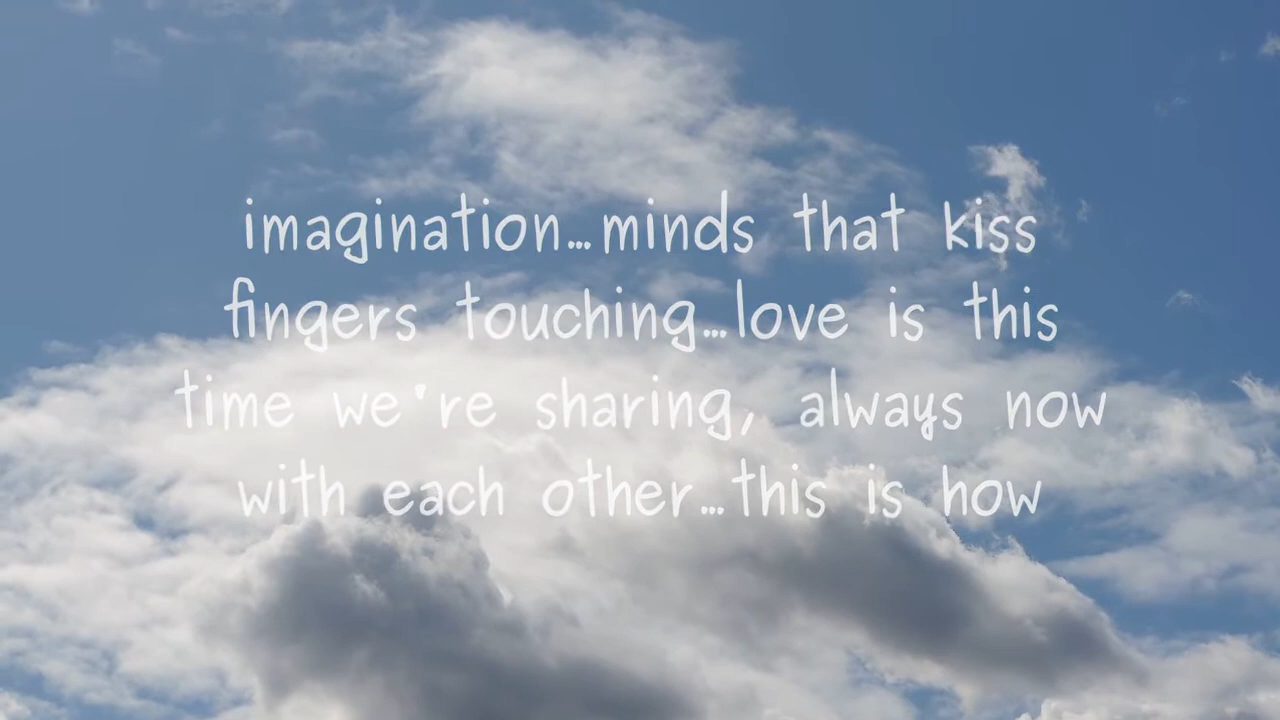 imagination...minds that kiss
fingers touching...love is this
time we're sharing, always now
with each other...this is how